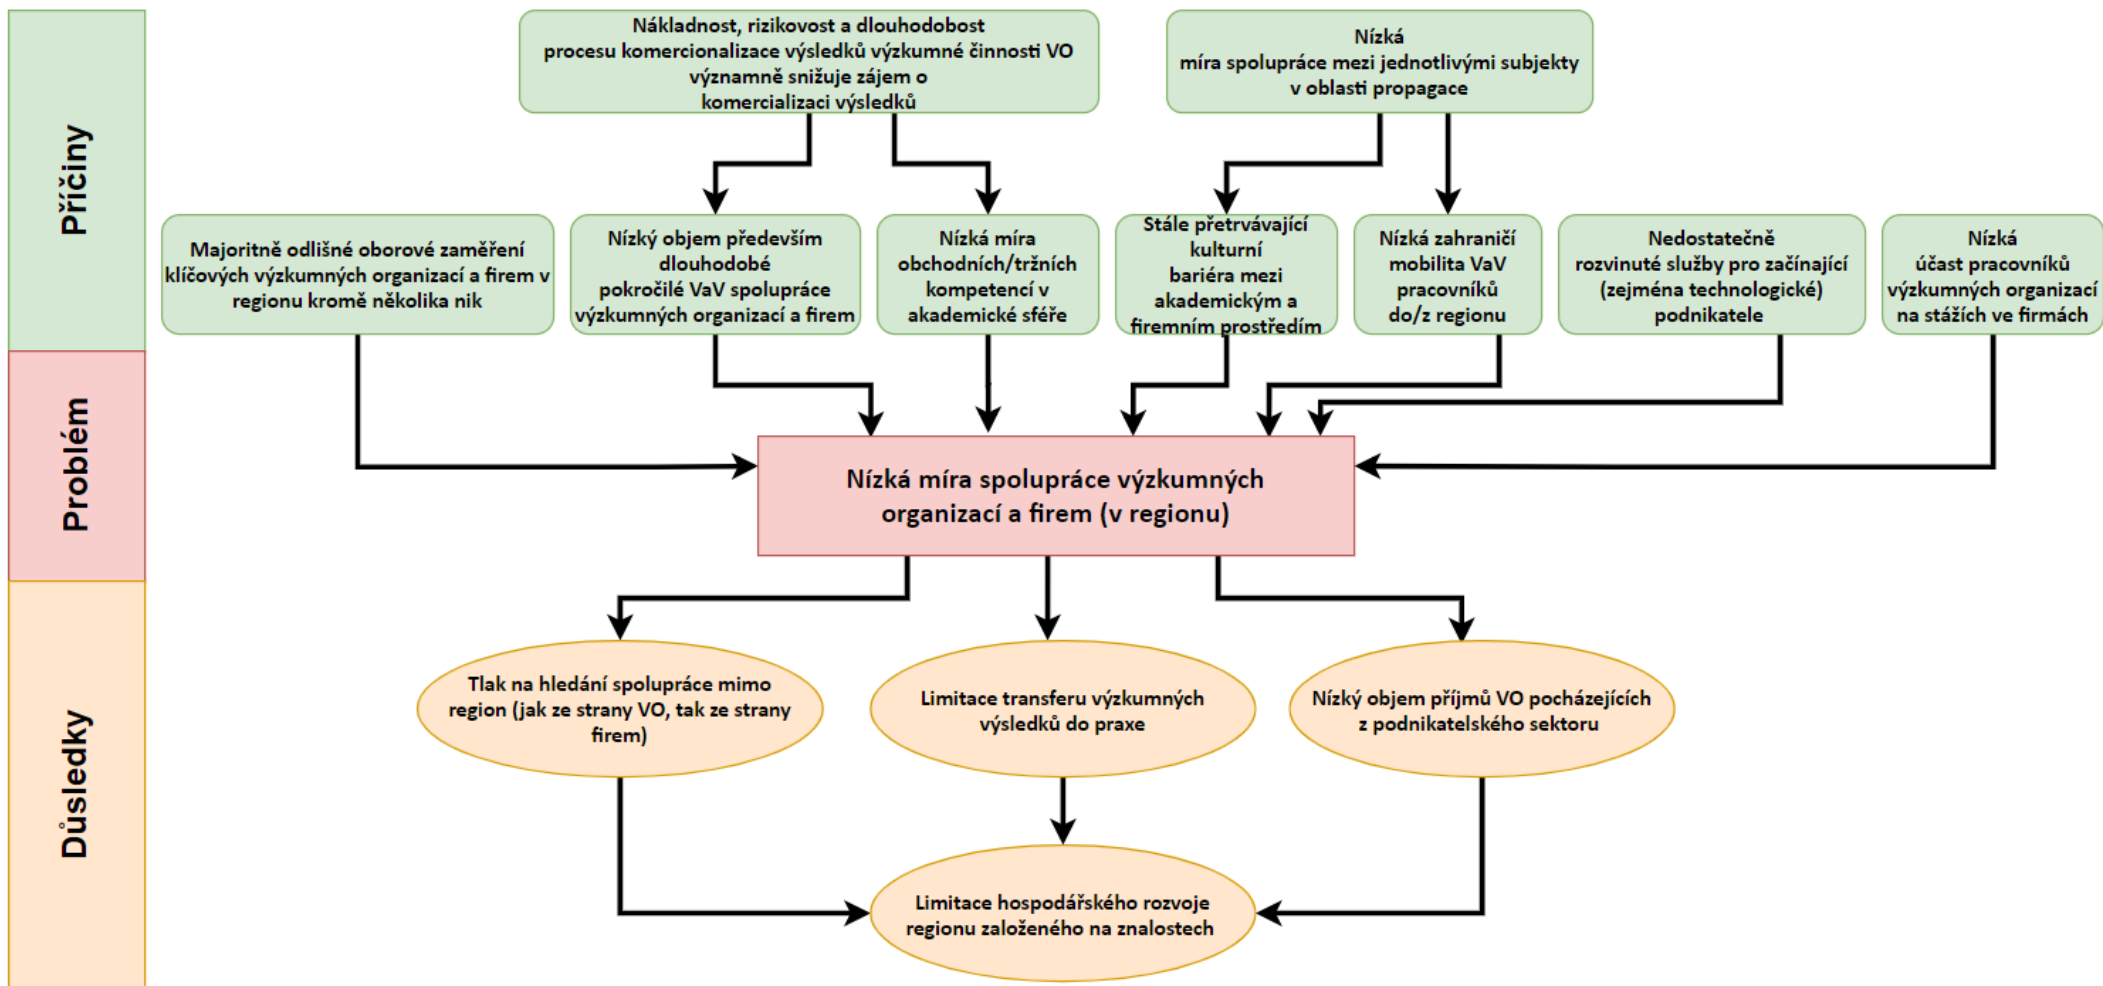 Příčiny
Nákladnost, rizikovost a dlouhodobost
procesu komercionalizace výsledků výzkumné činnosti VO
významně snižuje zájem o
komercializaci výsledků
Nízká
míra spolupráce mezi jednotlivými subjekty
v oblasti propagace
Majoritně odlišné oborové zaměření
klíčových výzkumných organizací a firem v
regionu kromě několika nik
Nízký objem především
dlouhodobé
pokročilé VaV spolupráce
výzkumných organizací a firem
Nízká míra
obchodních/tržních
kompetencí v
akademické sféře
Stále přetrvávající
kulturní
bariéra mezi
akademickým a
firemním prostředím
Nízká zahraničí
mobilita VaV
pracovníků
do/z regionu
Nedostatečně
rozvinuté služby pro začínající
(zejména technologické)
podnikatele
Nízká
účast pracovníků
výzkumných organizací
na stážích ve firmách
Problém
Nízká míra spolupráce výzkumných
organizací a firem (v regionu)
Důsledky
Tlak na hledání spolupráce mimo
region (jak ze strany VO, tak ze strany
firem)
Limitace transferu výzkumných
výsledků do praxe
Nízký objem příjmů VO pocházejících
z podnikatelského sektoru
Limitace hospodářského rozvoje
regionu založeného na znalostech